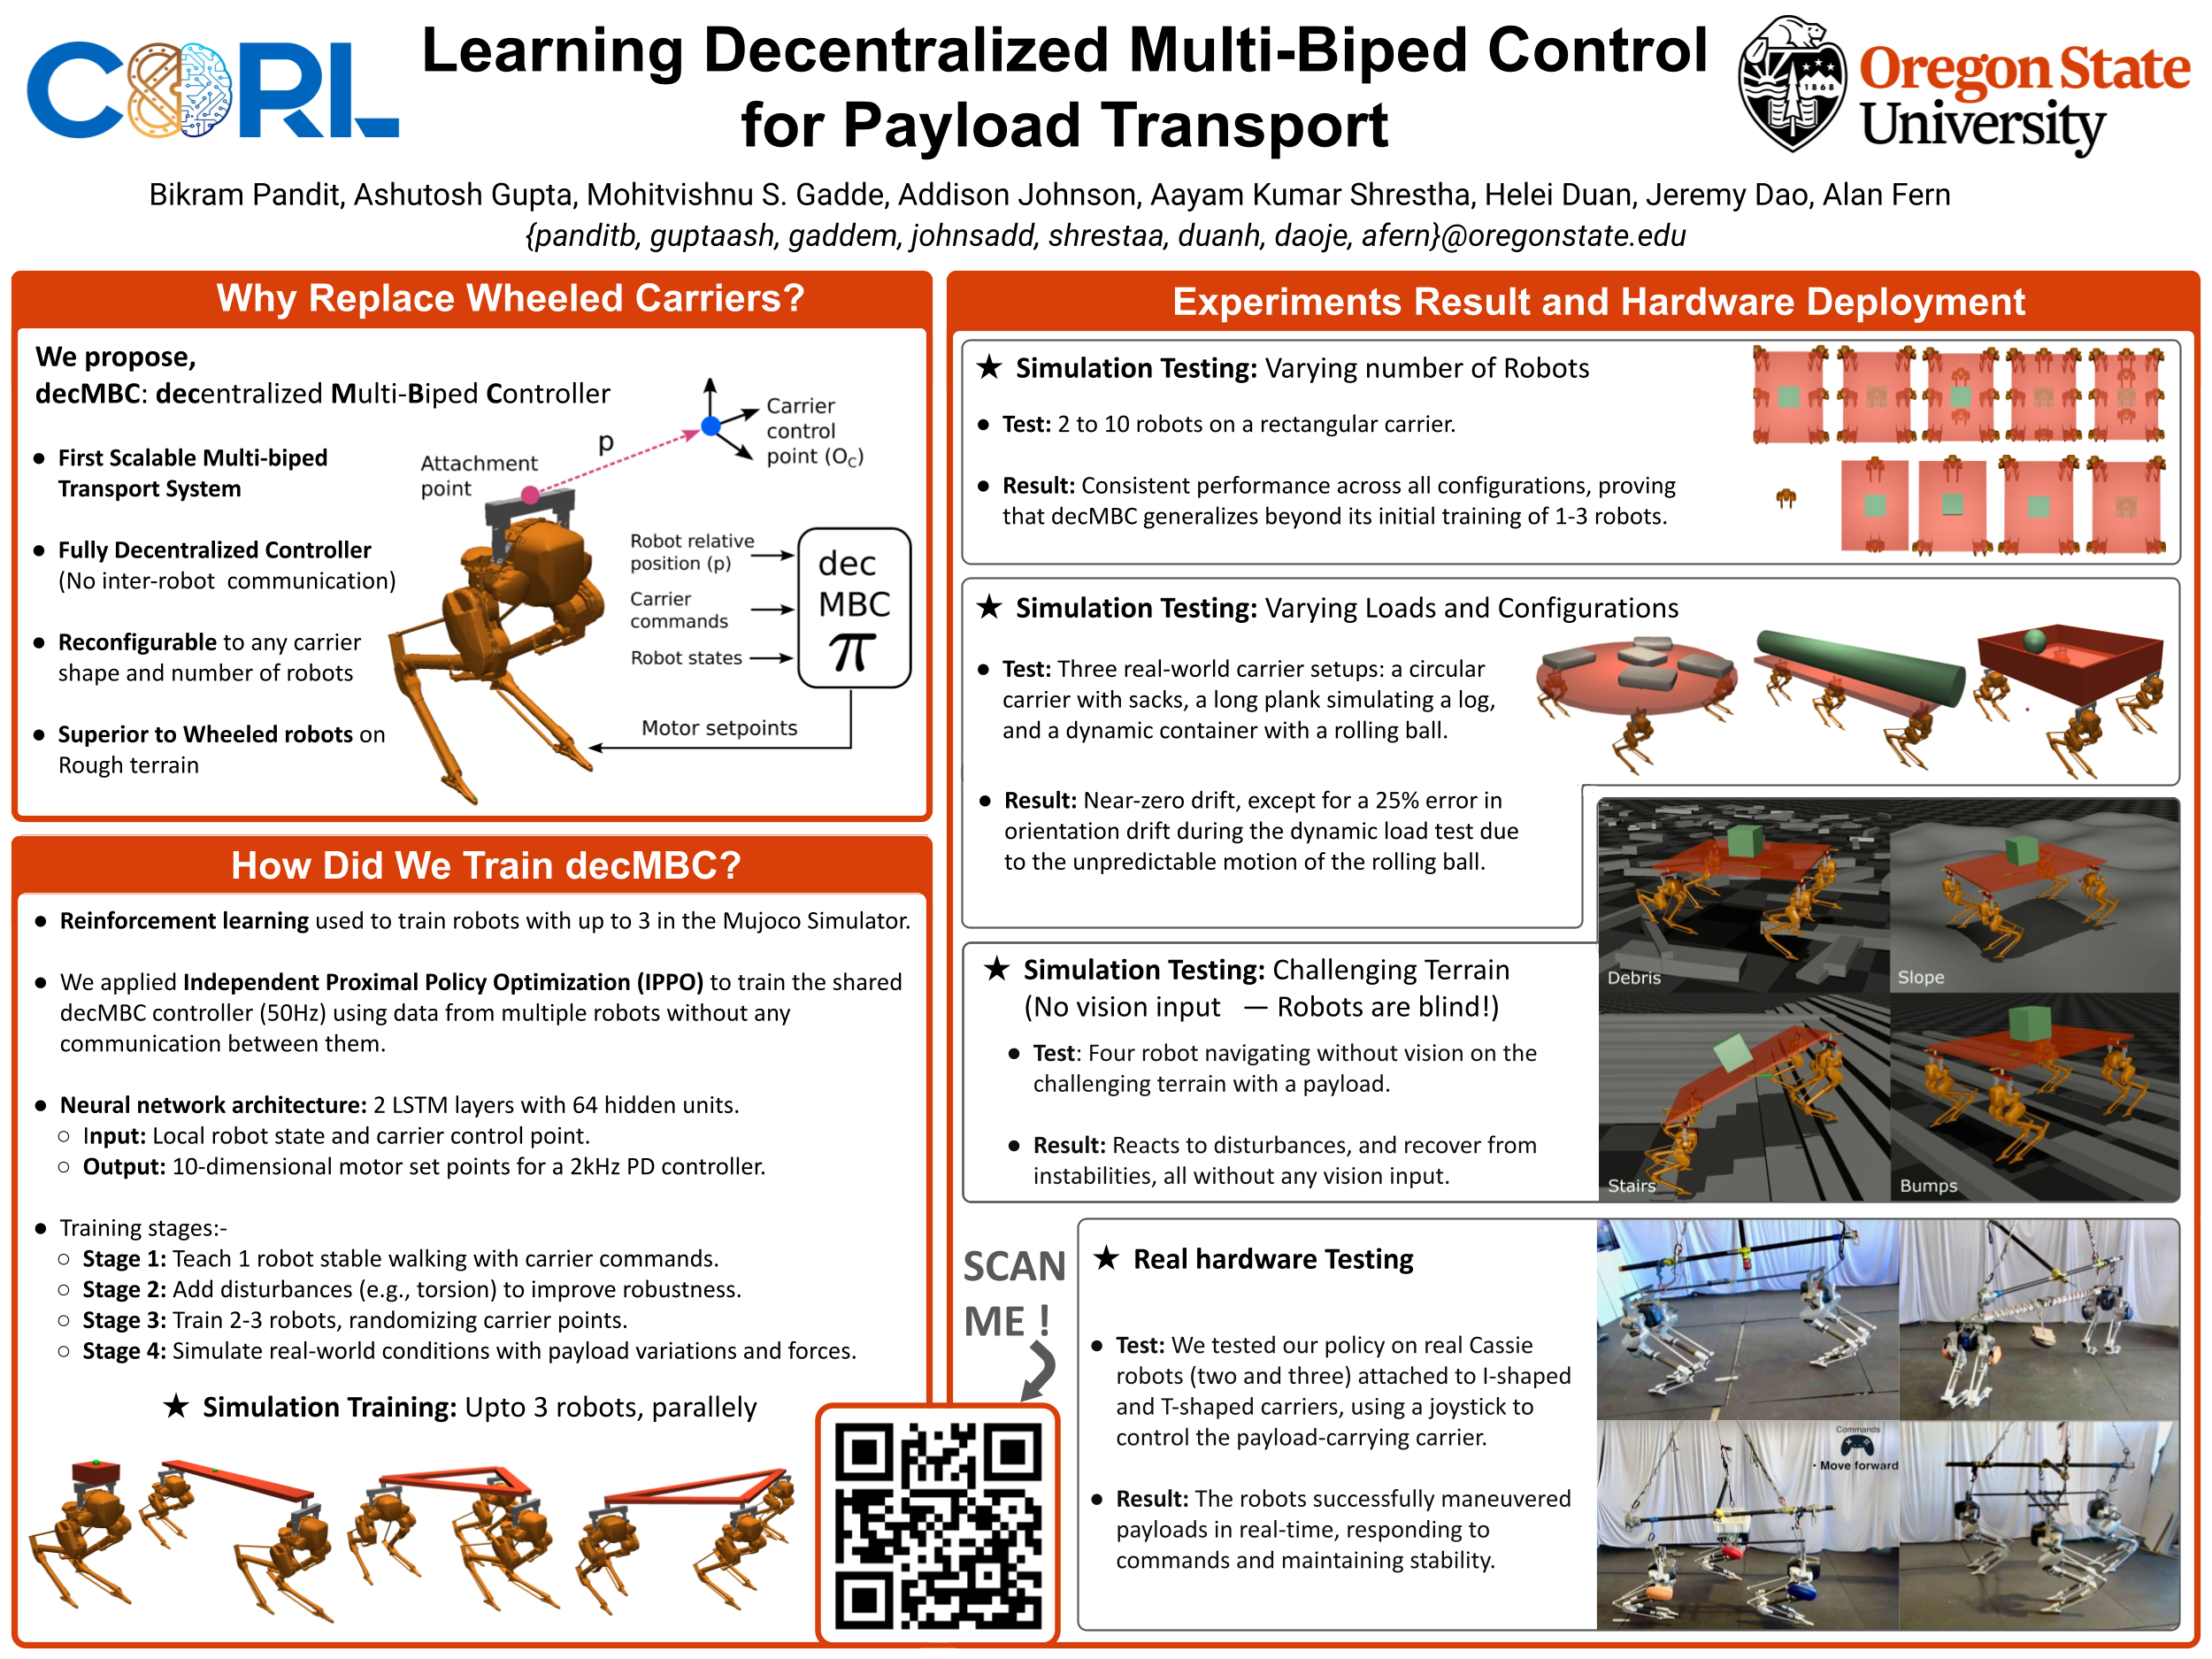 CORL
Learning Decentralized Multi-Biped Control
for Payload Transport
1868
Oregon State
University
Bikram Pandit, Ashutosh Gupta, Mohitvishnu S. Gadde, Addison Johnson, Aayam Kumar Shrestha, Helei Duan, Jeremy Dao, Alan Fern
{panditb, guptaash, gaddem, johnsadd, shrestaa, duanh, daoje, afern}@oregonstate.edu
Why Replace Wheeled Carriers?
We propose,
decMBC: decentralized Multi-Biped Controller
● First Scalable Multi-biped
Transport System
● Fully Decentralized Controller
(No inter-robot communication)
● Reconfigurable to any carrier
shape and number of robots
● Superior to Wheeled robots on
Rough terrain
Attachment
point
p
Carrier
control
point (O_C)
Robot relative
position (p)
Carrier
commands
Robot states
dec
MBC
π
Motor setpoints
How Did We Train decMBC?
● Reinforcement learning used to train robots with up to 3 in the Mujoco Simulator.
● We applied Independent Proximal Policy Optimization (IPPO) to train the shared
decMBC controller (50Hz) using data from multiple robots without any
communication between them.
● Neural network architecture: 2 LSTM layers with 64 hidden units.
○ Input: Local robot state and carrier control point.
○ Output: 10-dimensional motor set points for a 2kHz PD controller.
● Training stages:-
○ Stage 1: Teach 1 robot stable walking with carrier commands.
○ Stage 2: Add disturbances (e.g., torsion) to improve robustness.
○ Stage 3: Train 2-3 robots, randomizing carrier points.
○ Stage 4: Simulate real-world conditions with payload variations and forces.
★ Simulation Training: Upto 3 robots, parallely
Experiments Result and Hardware Deployment
★ Simulation Testing: Varying number of Robots
● Test: 2 to 10 robots on a rectangular carrier.
● Result: Consistent performance across all configurations, proving
that decMBC generalizes beyond its initial training of 1-3 robots.
★ Simulation Testing: Varying Loads and Configurations
● Test: Three real-world carrier setups: a circular
carrier with sacks, a long plank simulating a log,
and a dynamic container with a rolling ball.
● Result: Near-zero drift, except for a 25% error in
orientation drift during the dynamic load test due
to the unpredictable motion of the rolling ball.
★ Simulation Testing: Challenging Terrain
(No vision input — Robots are blind!)
● Test: Four robot navigating without vision on the
challenging terrain with a payload.
● Result: Reacts to disturbances, and recover from
instabilities, all without any vision input.
Debris
Slope
Stairs
Bumps
SCAN
ME !
★ Real hardware Testing
● Test: We tested our policy on real Cassie
robots (two and three) attached to I-shaped
and T-shaped carriers, using a joystick to
control the payload-carrying carrier.
● Result: The robots successfully maneuvered
payloads in real-time, responding to
commands and maintaining stability.
Commands
· Move forward